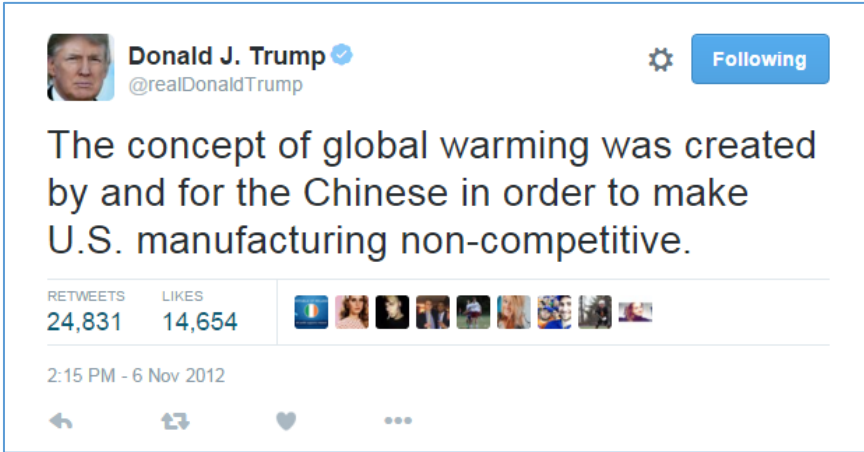 Donald J. Trump
Following
@realDonaldTrump
The concept of global warming was created
by and for the Chinese in order to make
U.S. manufacturing non-competitive.
RETWEETS LIKES
24,831 14,654
2:15 PM - 6 Nov 2012